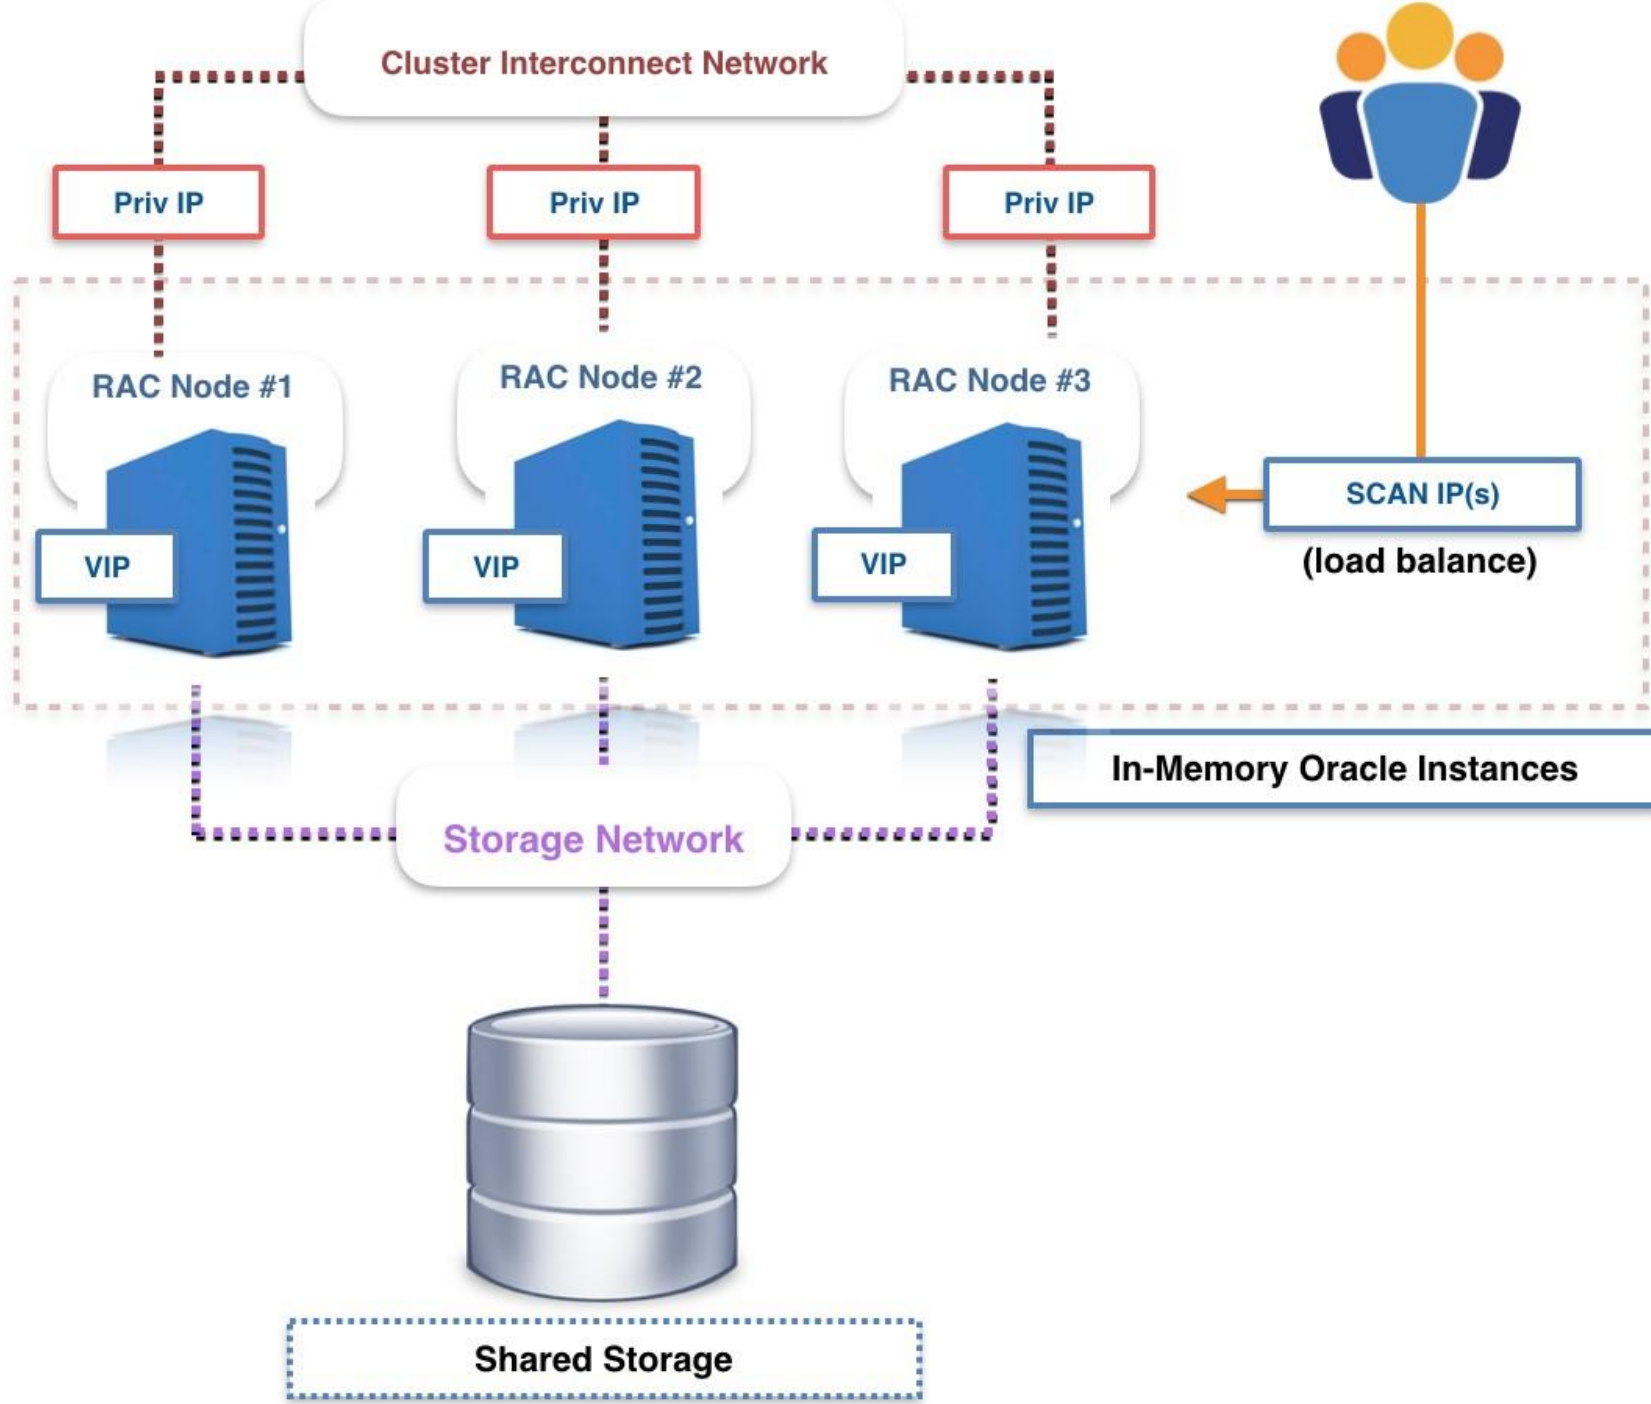 Cluster Interconnect Network
Priv IP
Priv IP
Priv IP
RAC Node #1
RAC Node #2
RAC Node #3
VIP
VIP
VIP
SCAN IP(s)
(load balance)
In-Memory Oracle Instances
Storage Network
Shared Storage